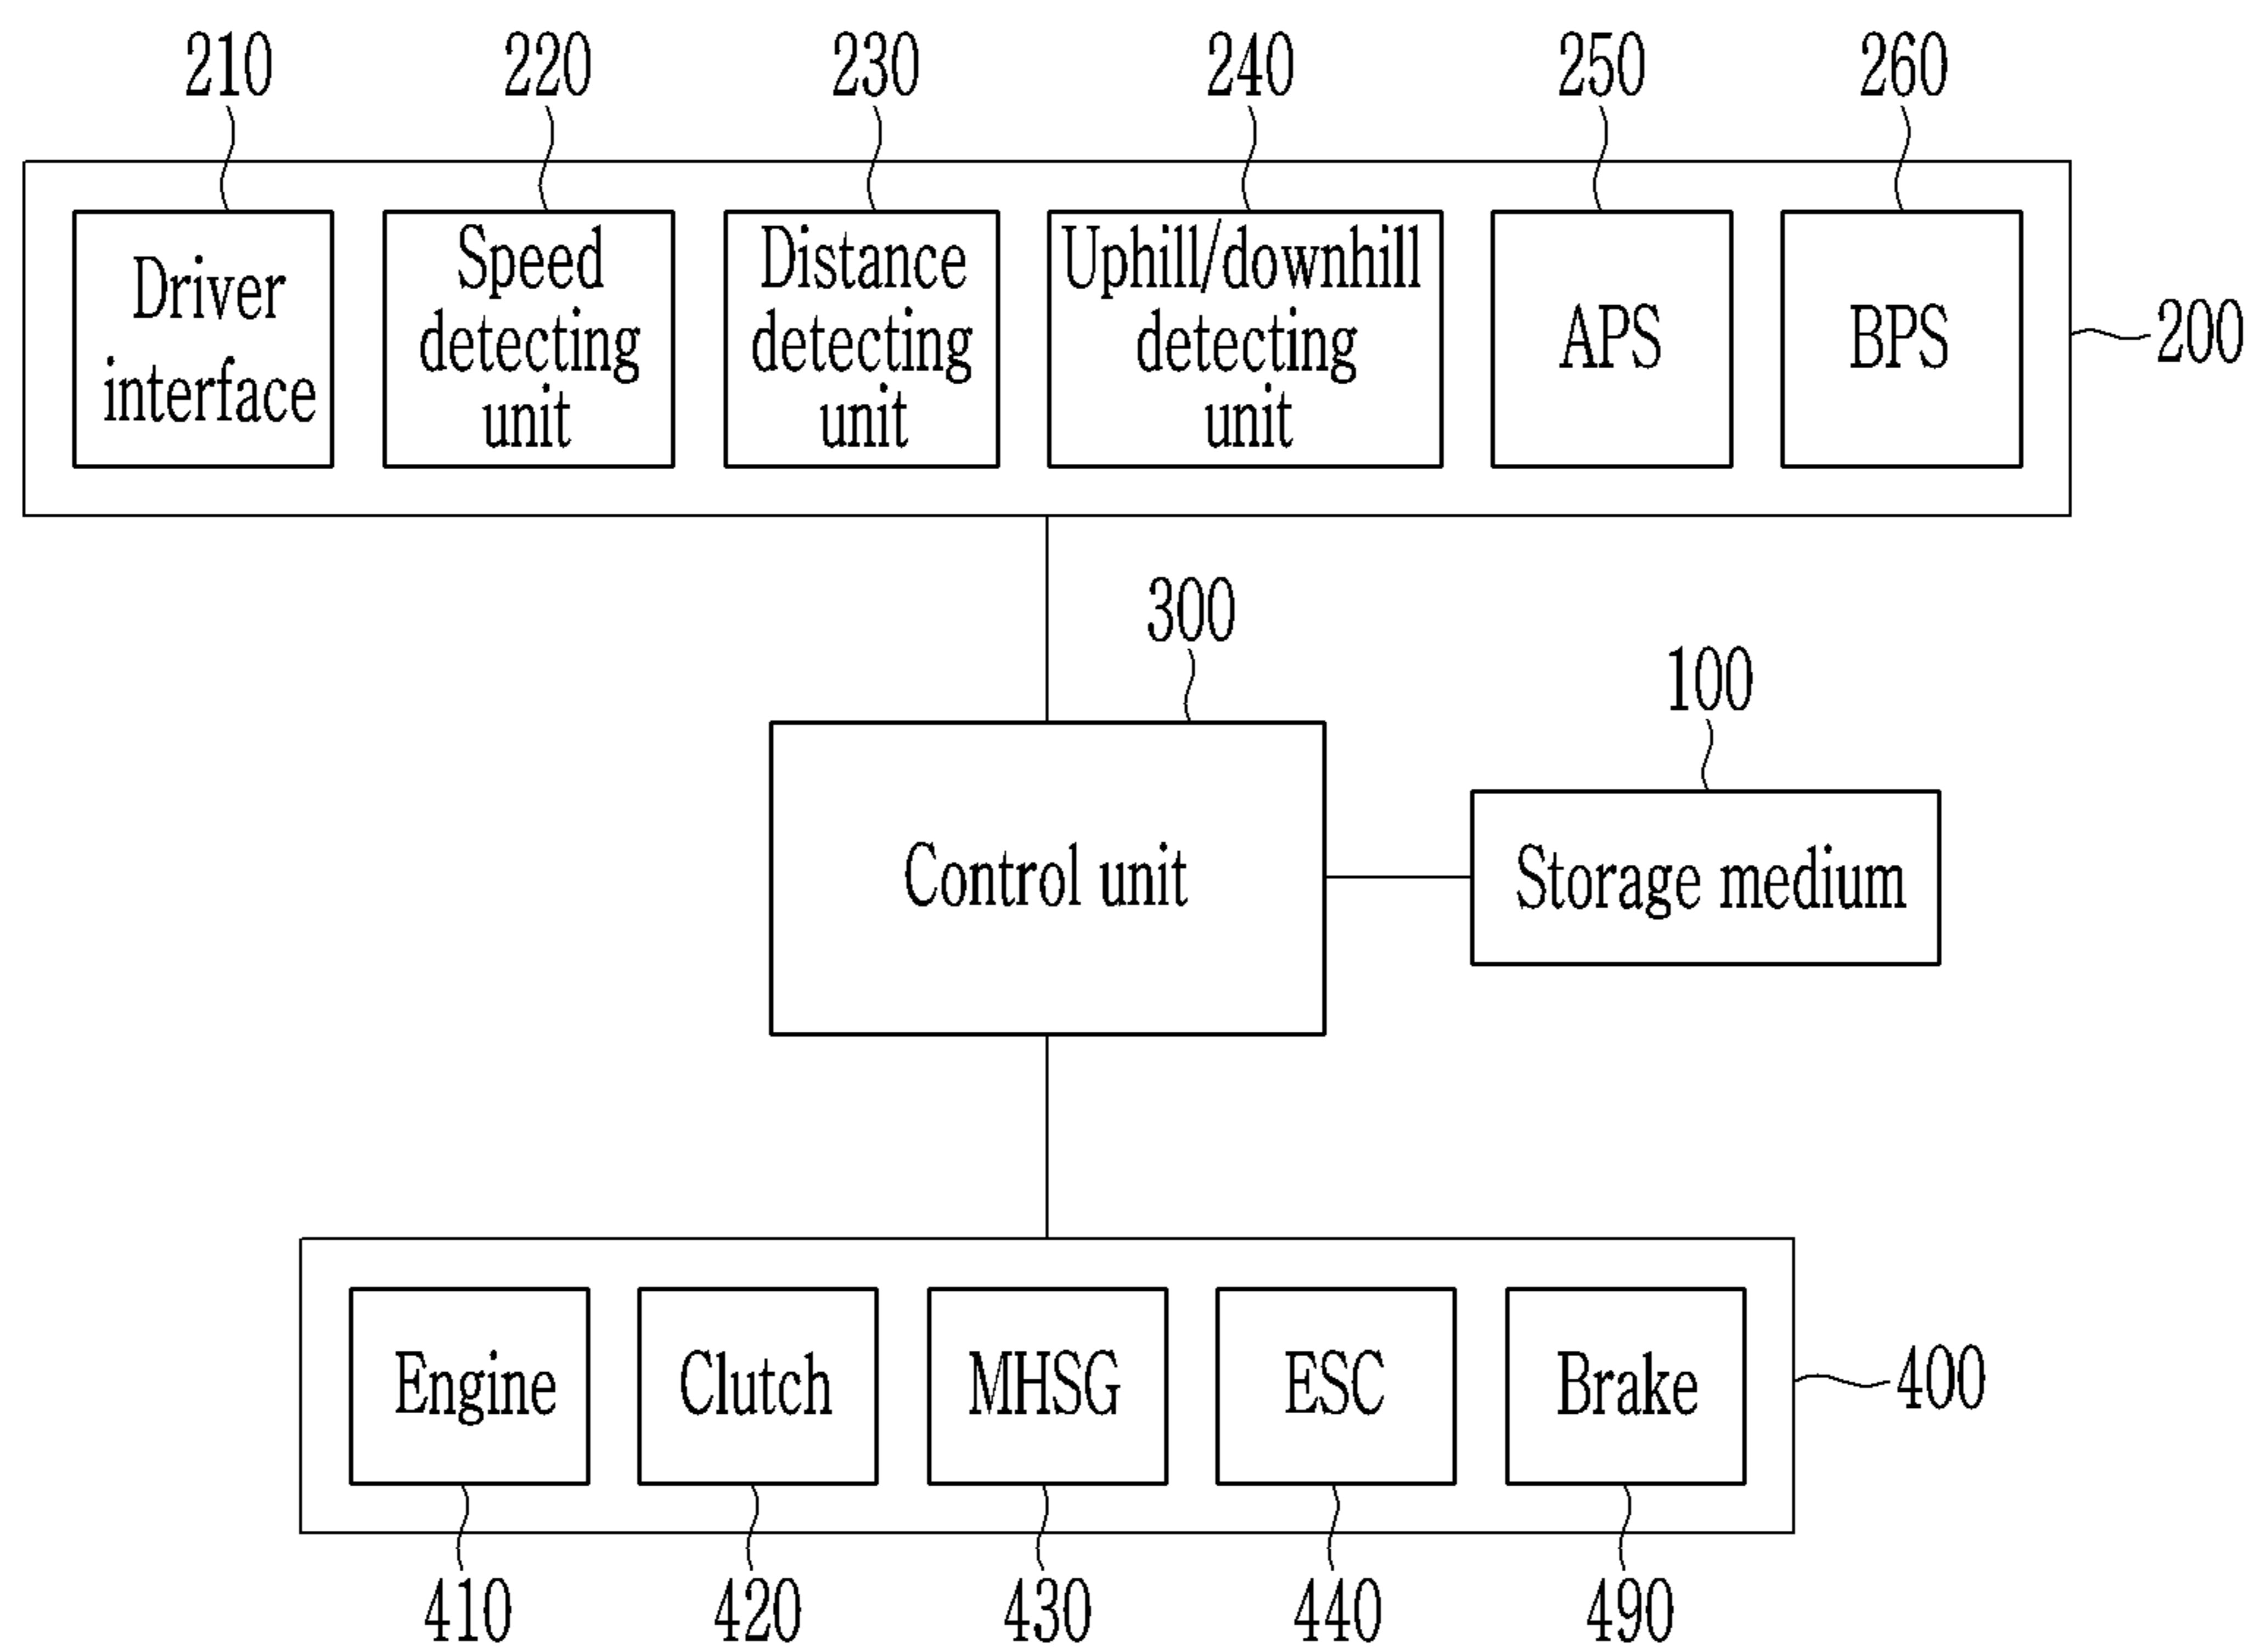 210 220 230 240 250 260
Driver
interface
Speed
detecting
unit
Distance
detecting
unit
Uphill/downhill
detecting
unit
APS
BPS
200
300
100
Control unit
Storage medium
Engine Clutch MHSG ESC Brake
400
410 420 430 440 490